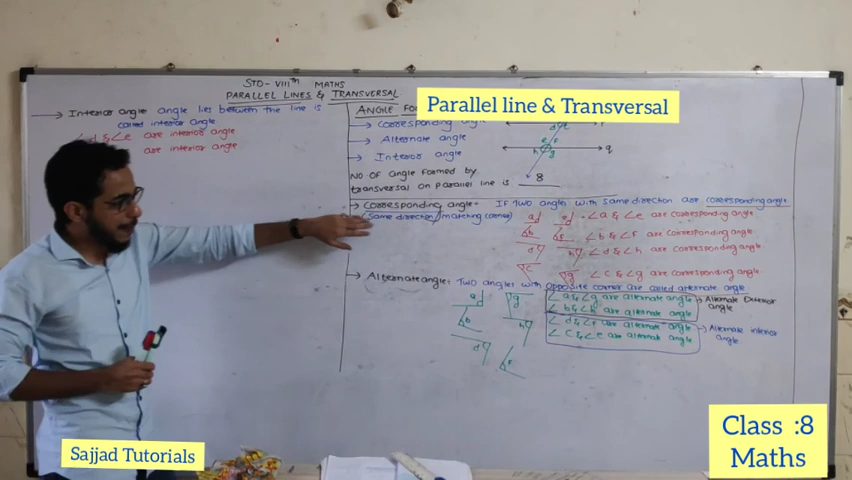 STD - VIIIth MATHS
PARALLEL LINES & TRANSVERSAL
Parallel line & Transversal
→ Interior angle: angle lies between the line is
called interior angle
∠d & ∠e are interior angle
are interior angle
ANGLE FO
→ Corresponding angle
→ Alternate angle
→ Interior angle
NO OF angle formed by
transversal on parallel line is 8
d c
e f
h g
q
→ Corresponding angle:- IF TWO angles with same direction are corresponding angle
(same direction/matching corner)
a e ∠a & ∠e are corresponding angle
b f ∠b & ∠f are corresponding angle
d h ∠d & ∠h are corresponding angle
c g ∠c & ∠g are corresponding angle
→ Alternate angle:- TWO angles with opposite corner are called alternate angle
a g ∠a & ∠g are alternate angle → Alternate Exterior angle
b h ∠b & ∠h are alternate angle
d f ∠d & ∠f are alternate angle → Alternate interior angle
∠c & ∠e are alternate angle
Sajjad Tutorials
Class :8
Maths